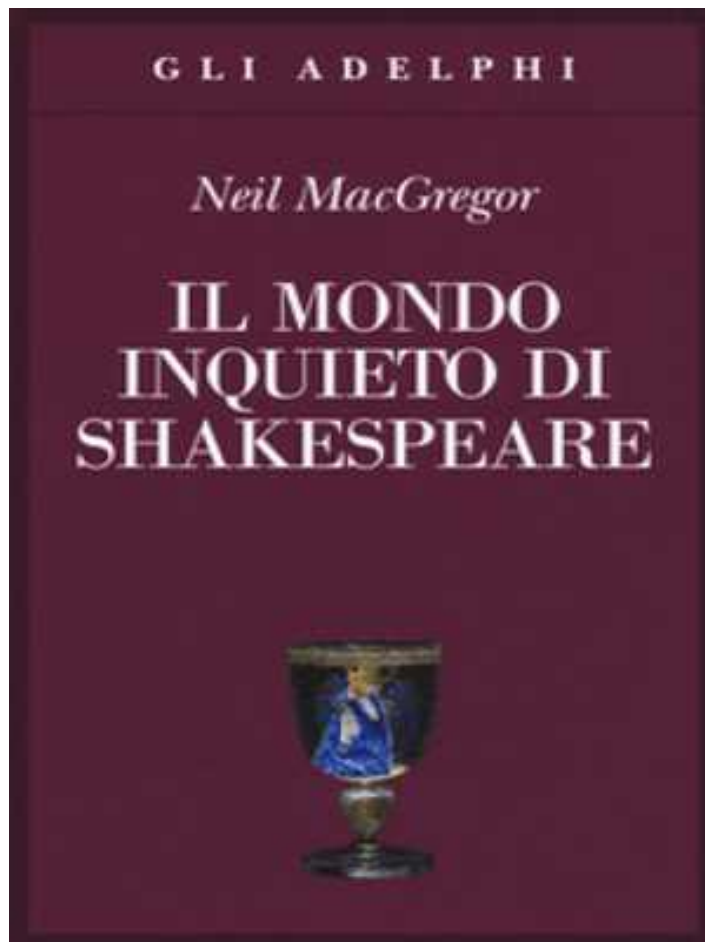 GLI ADELPHI
Neil MacGregor
IL MONDO
INQUIETO DI
SHAKESPEARE